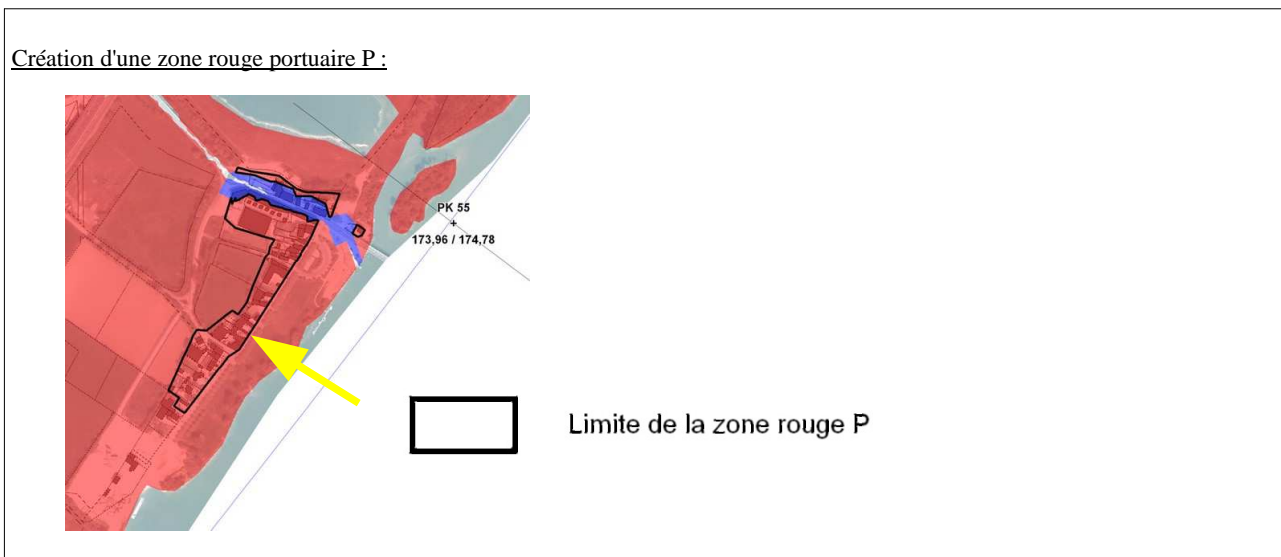 Création d'une zone rouge portuaire P :
PK 55
173,96 / 174,78
Limite de la zone rouge P